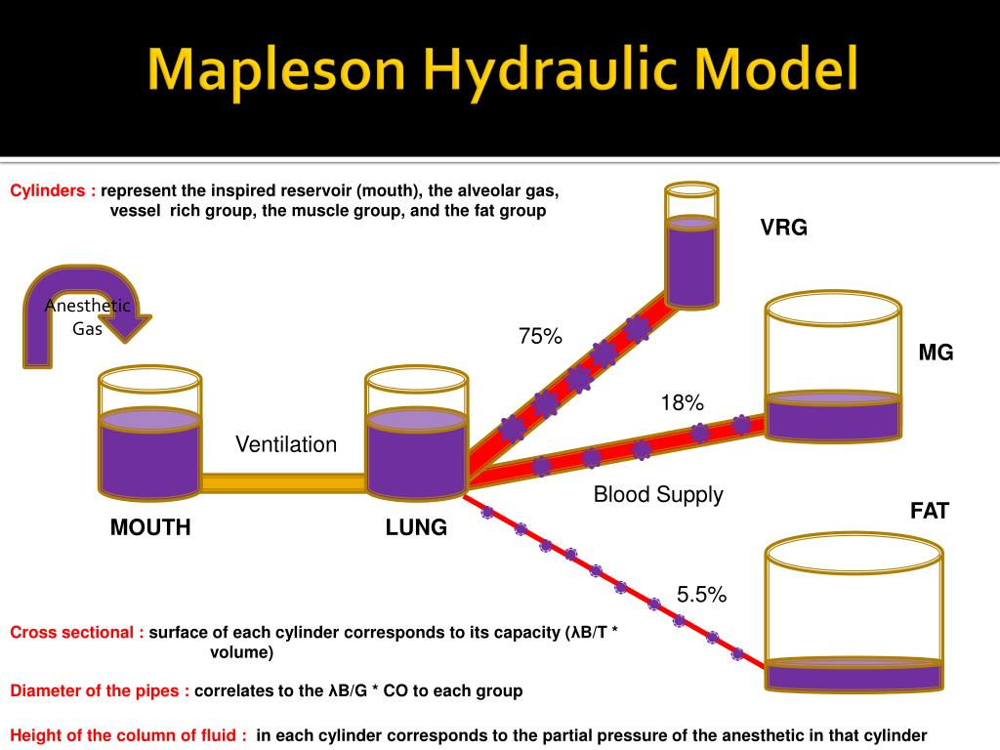 Mapleson Hydraulic Model
Cylinders : represent the inspired reservoir (mouth), the alveolar gas,
vessel rich group, the muscle group, and the fat group
VRG
Anesthetic
Gas
75%
MG
18%
Ventilation
Blood Supply
FAT
MOUTH
LUNG
5.5%
Cross sectional : surface of each cylinder corresponds to its capacity (λB/T *
volume)
Diameter of the pipes : correlates to the λB/G * CO to each group
Height of the column of fluid : in each cylinder corresponds to the partial pressure of the anesthetic in that cylinder